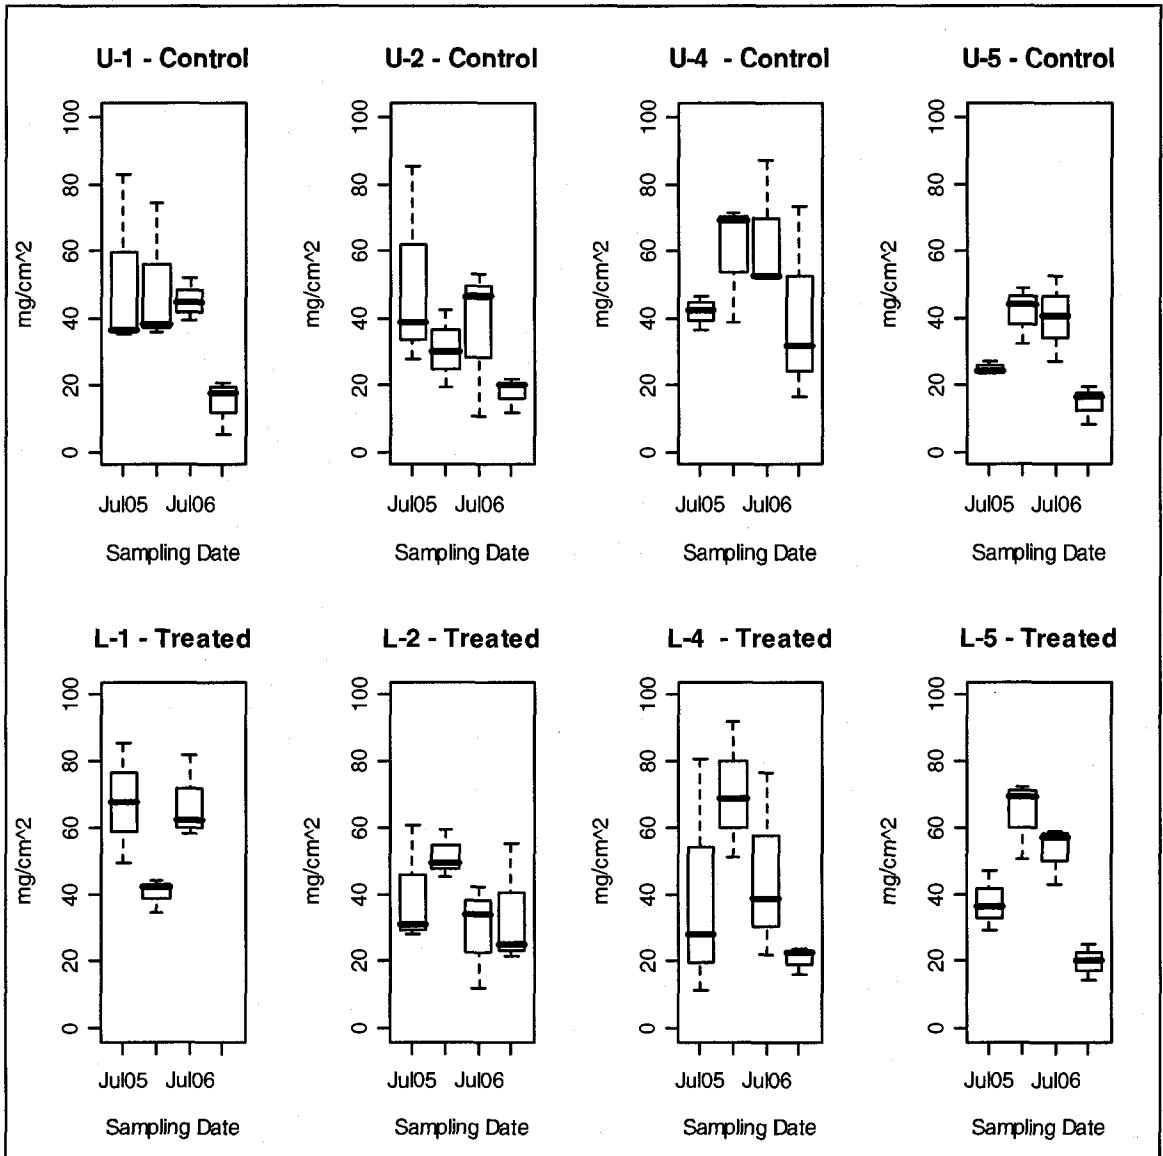 U-1 - Control
U-2 - Control
U-4 - Control
U-5 - Control
mg/cm^2
100
80
60
40
20
0
Jul05 Jul06
Sampling Date
mg/cm^2
100
80
60
40
20
0
Jul05 Jul06
Sampling Date
mg/cm^2
100
80
60
40
20
0
Jul05 Jul06
Sampling Date
mg/cm^2
100
80
60
40
20
0
Jul05 Jul06
Sampling Date
L-1 - Treated
L-2 - Treated
L-4 - Treated
L-5 - Treated
mg/cm^2
100
80
60
40
20
0
Jul05 Jul06
Sampling Date
mg/cm^2
100
80
60
40
20
0
Jul05 Jul06
Sampling Date
mg/cm^2
100
80
60
40
20
0
Jul05 Jul06
Sampling Date
mg/cm^2
100
80
60
40
20
0
Jul05 Jul06
Sampling Date